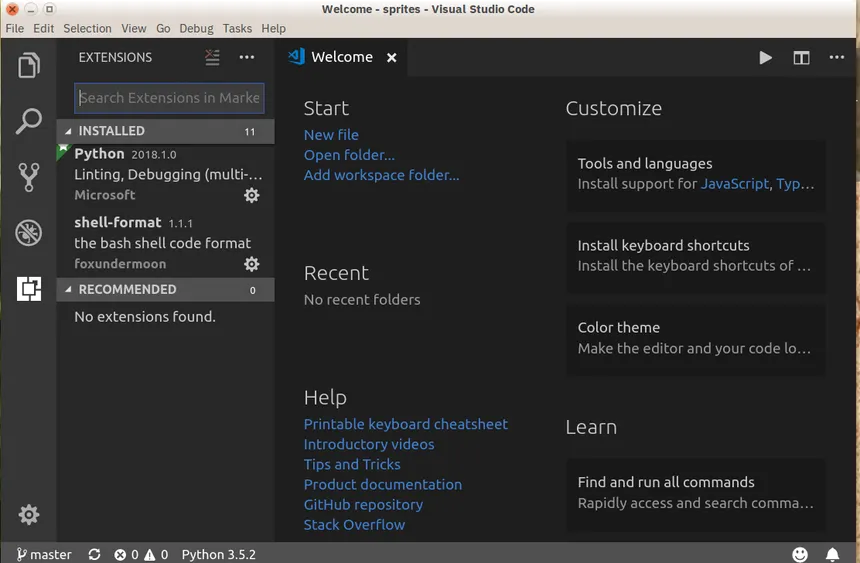 Welcome - sprites - Visual Studio Code
File Edit Selection View Go Debug Tasks Help
EXTENSIONS
Search Extensions in Marke
INSTALLED 11
Python 2018.1.0
Linting, Debugging (multi-...
Microsoft
shell-format 1.1.1
the bash shell code format
foxundermoon
RECOMMENDED 0
No extensions found.
Welcome
Start
New file
Open folder...
Add workspace folder...
Recent
No recent folders
Help
Printable keyboard cheatsheet
Introductory videos
Tips and Tricks
Product documentation
GitHub repository
Stack Overflow
Customize
Tools and languages
Install support for JavaScript, Typ...
Install keyboard shortcuts
Install the keyboard shortcuts of ...
Color theme
Make the editor and your code lo...
Learn
Find and run all commands
Rapidly access and search comma...
master 0 0 Python 3.5.2